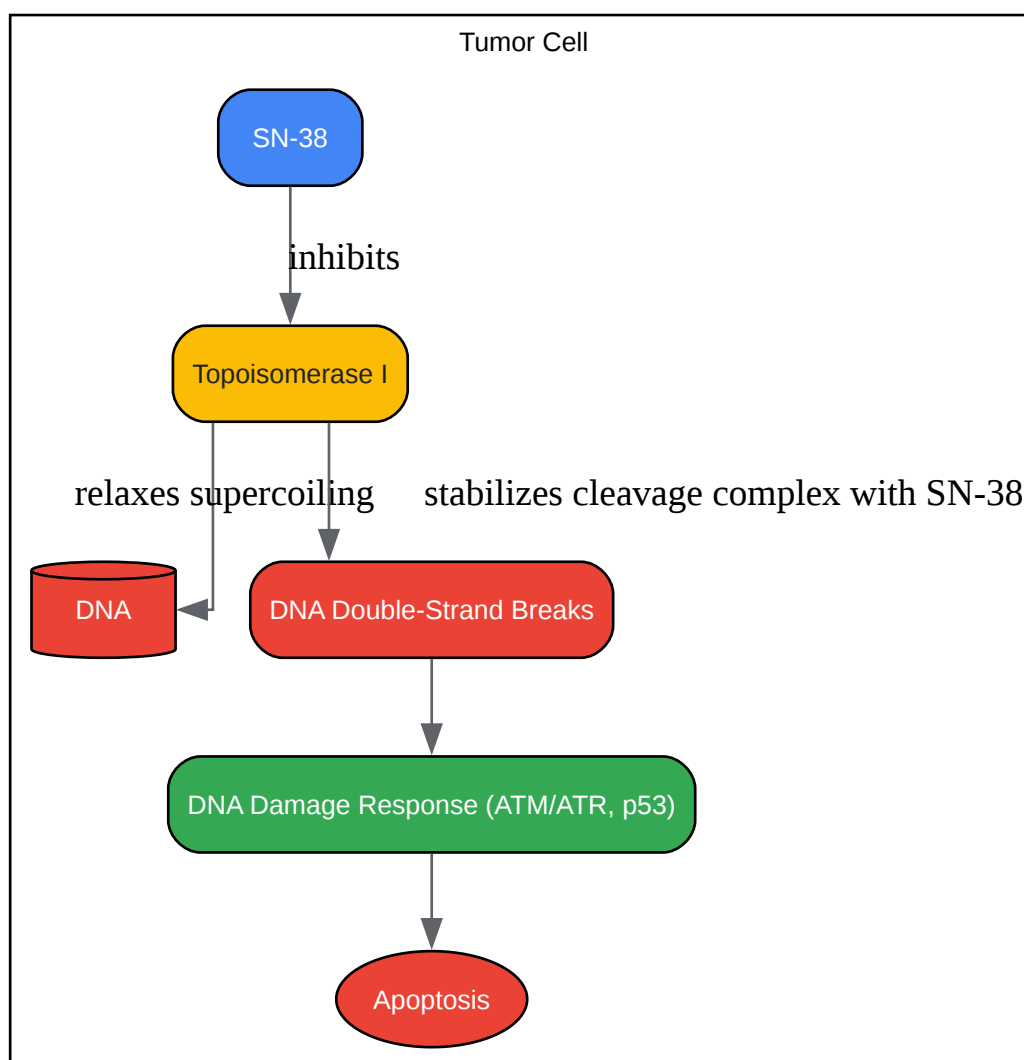 Tumor Cell
SN-38
inhibits
Topoisomerase I
relaxes supercoiling
stabilizes cleavage complex with SN-38
DNA
DNA Double-Strand Breaks
DNA Damage Response (ATM/ATR, p53)
Apoptosis